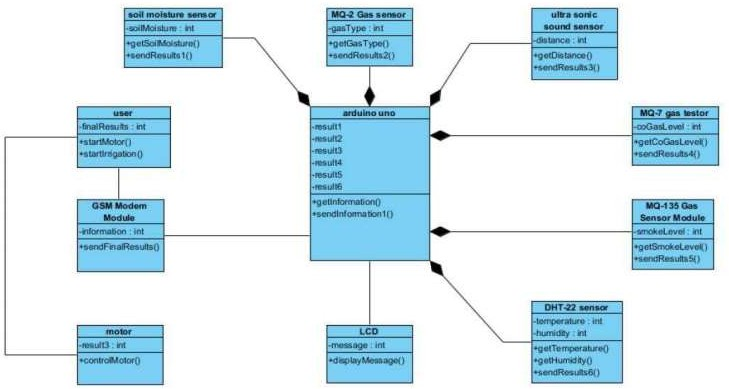 soil moisture sensor
-soilMoisture : int
+getSoilMoisture()
+sendResults1()
MQ-2 Gas sensor
-gasType : int
+getGasType()
+sendResults2()
ultra sonic
sound sensor
-distance : int
+getDistance()
+sendResults3()
user
-finalResults : int
+startMotor()
+startIrrigation()
arduino uno
-result1
-result2
-result3
-result4
-result5
-result6
+getInformation()
+sendInformation1()
MQ-7 gas testor
-coGasLevel : int
+getCoGasLevel()
+sendResults4()
GSM Modem
Module
-information : int
+sendFinalResults()
MQ-135 Gas
Sensor Module
-smokeLevel : int
+getSmokeLevel()
+sendResults5()
motor
-result3 : int
+controlMotor()
LCD
-message : int
+displayMessage()
DHT-22 sensor
-temperature : int
-humidity : int
+getTemperature()
+getHumidity()
+sendResults6()